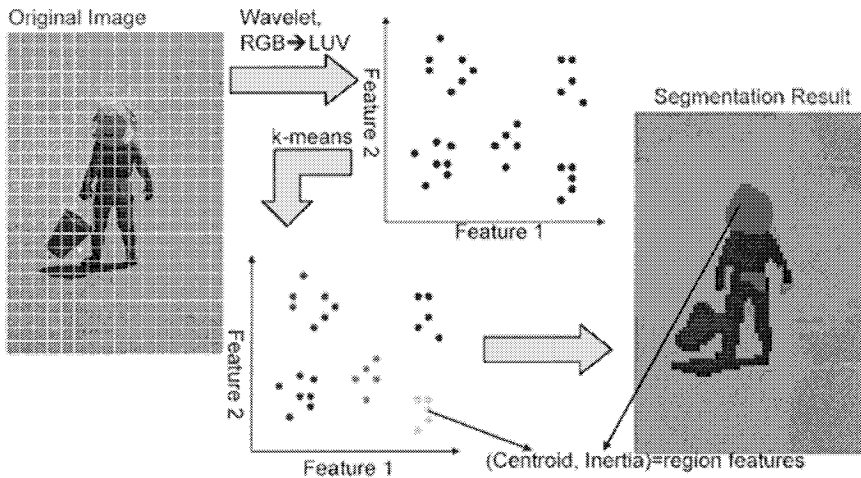 Original Image
Wavelet,
RGB→LUV
Feature 2
Feature 1
k-means
Segmentation Result
Feature 2
Feature 1
(Centroid, Inertia)=region features